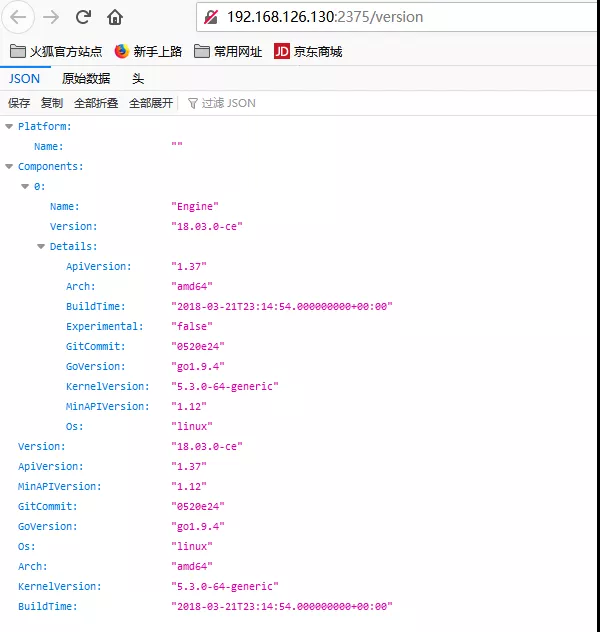 192.168.126.130:2375/version
火狐官方站点 新手上路 常用网址 JD 京东商城
JSON 原始数据 头
保存 复制 全部折叠 全部展开 过滤 JSON
Platform:
Name: ""
Components:
0:
Name: "Engine"
Version: "18.03.0-ce"
Details:
ApiVersion: "1.37"
Arch: "amd64"
BuildTime: "2018-03-21T23:14:54.000000000+00:00"
Experimental: "false"
GitCommit: "0520e24"
GoVersion: "go1.9.4"
KernelVersion: "5.3.0-64-generic"
MinAPIVersion: "1.12"
Os: "linux"
Version: "18.03.0-ce"
ApiVersion: "1.37"
MinAPIVersion: "1.12"
GitCommit: "0520e24"
GoVersion: "go1.9.4"
Os: "linux"
Arch: "amd64"
KernelVersion: "5.3.0-64-generic"
BuildTime: "2018-03-21T23:14:54.000000000+00:00"